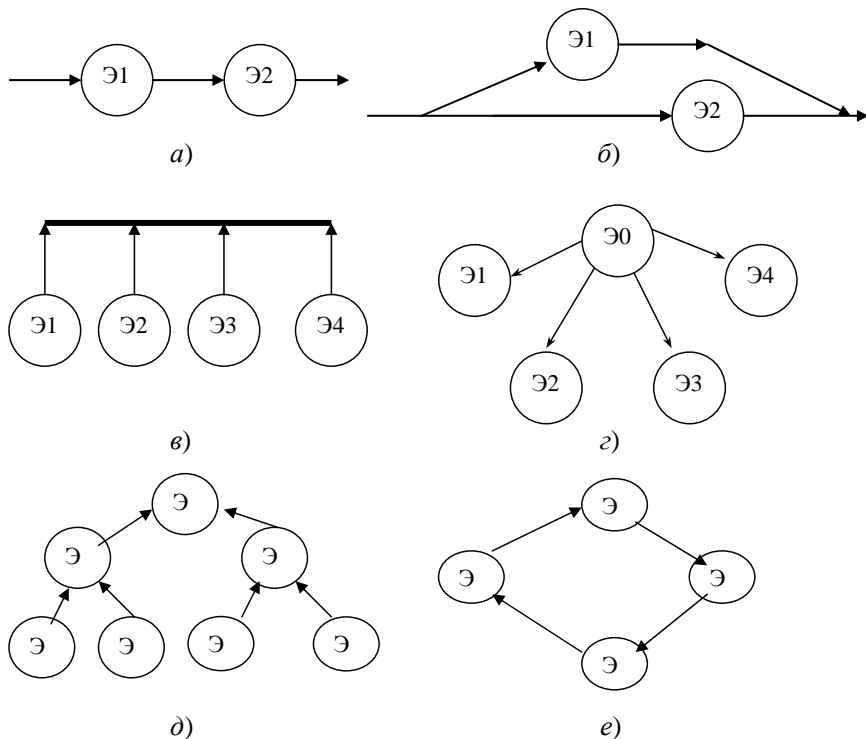 Э1 Э2
Э1
Э2
а) б)
Э1 Э2 Э3 Э4
Э0
Э1 Э4
Э2 Э3
в) г)
Э
Э Э
Э Э Э Э
Э
Э Э
Э
д) е)